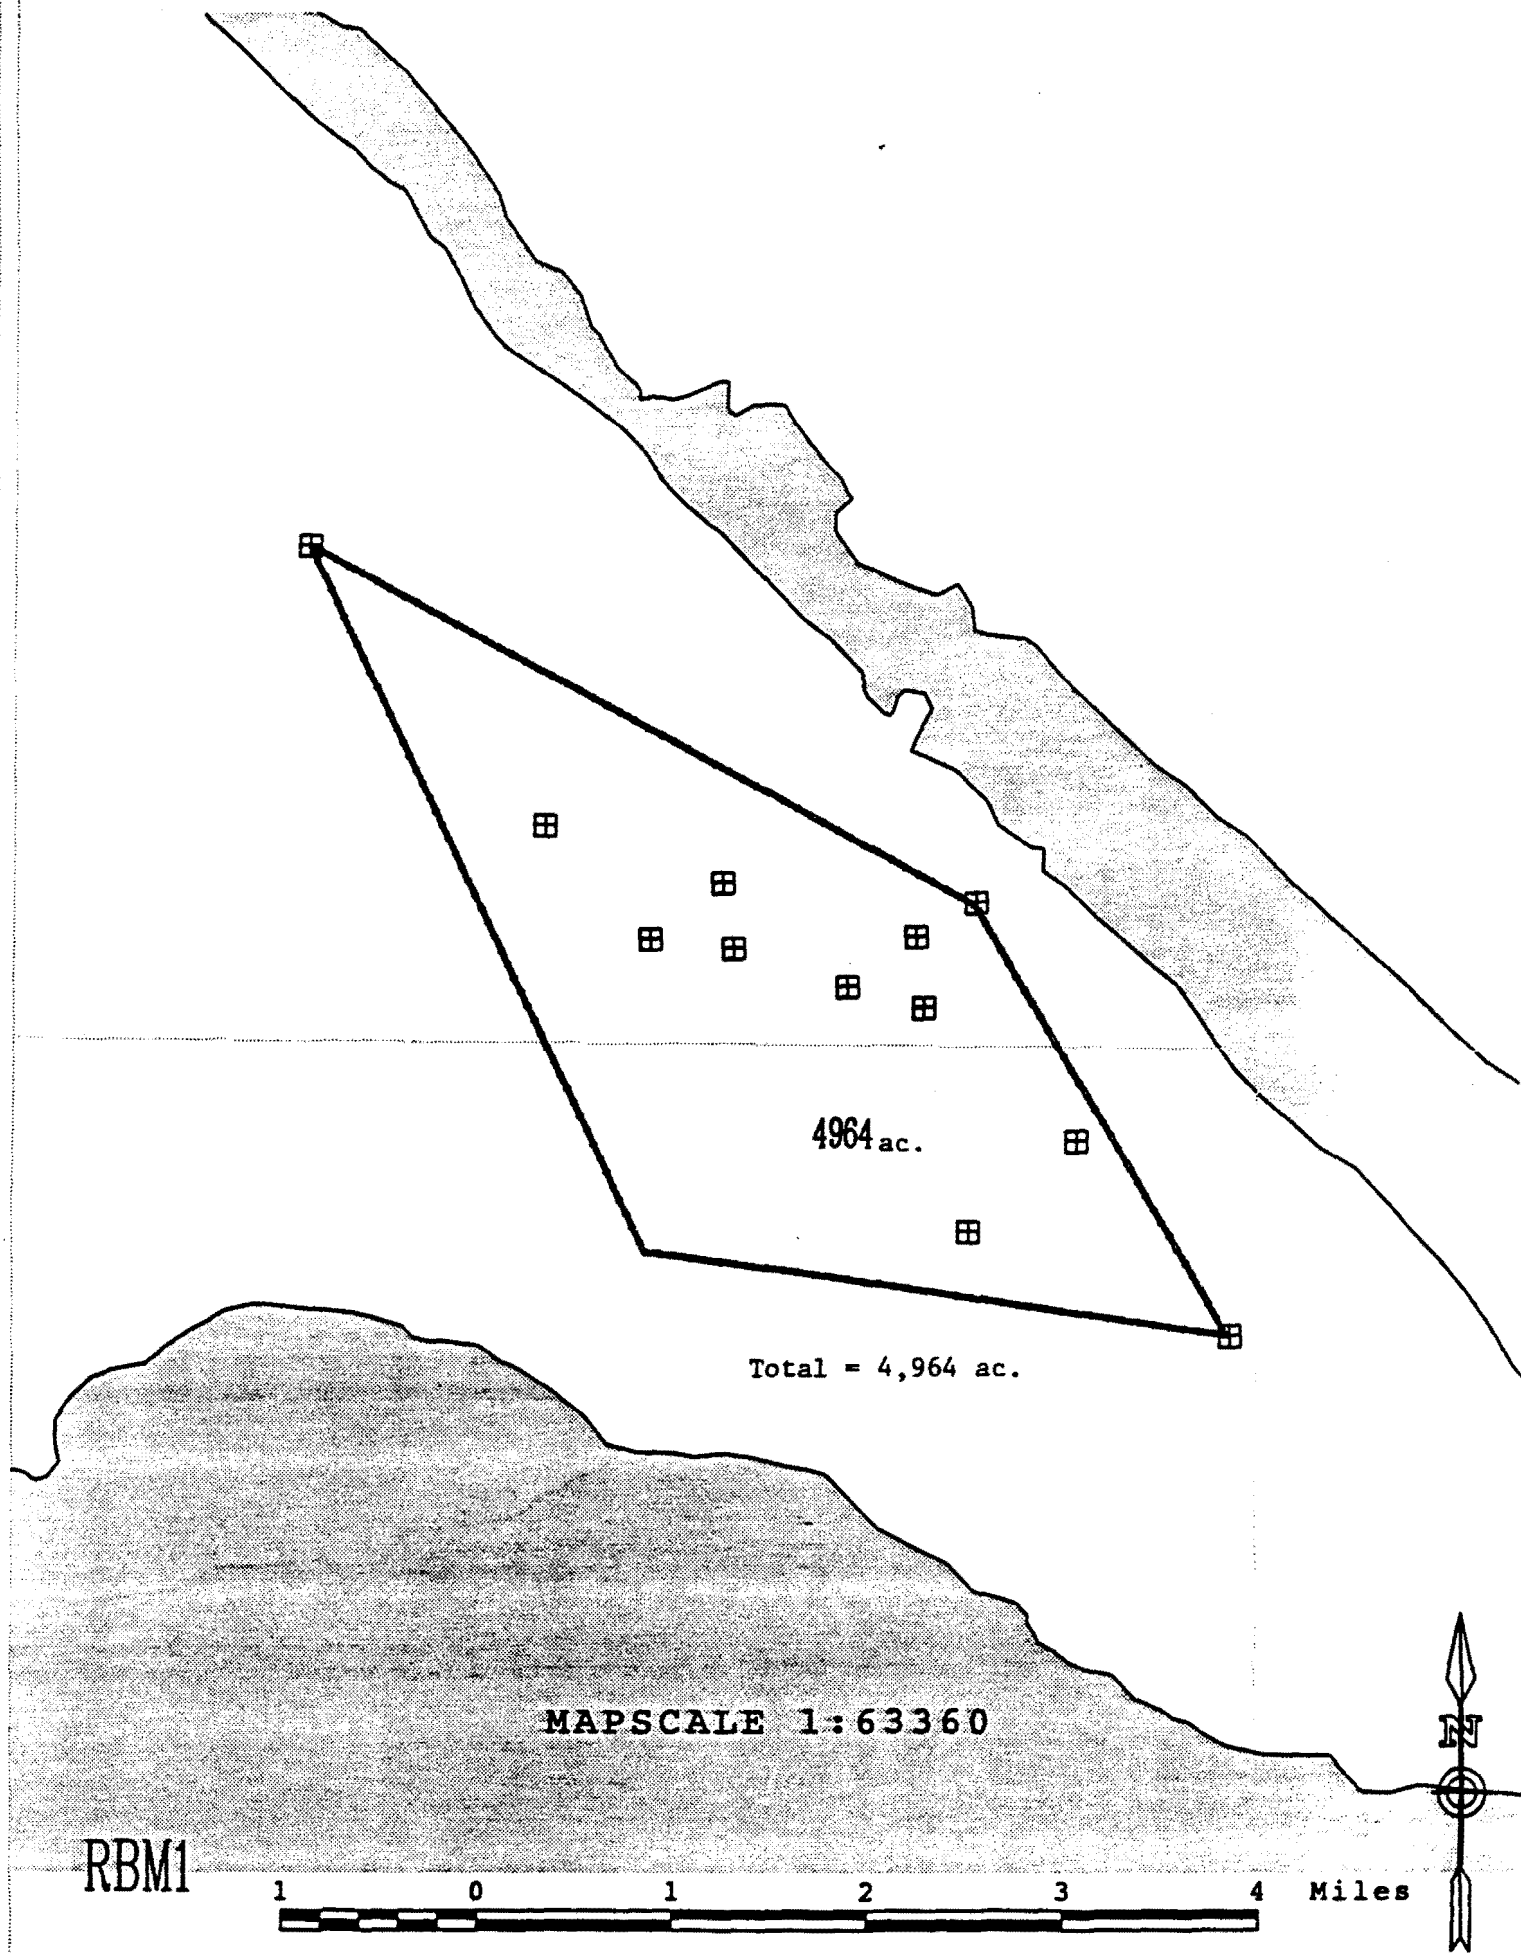 4964 ac.
Total = 4,964 ac.
MAPSCALE 1:63360
N
RBM1
1 0 1 2 3 4 Miles